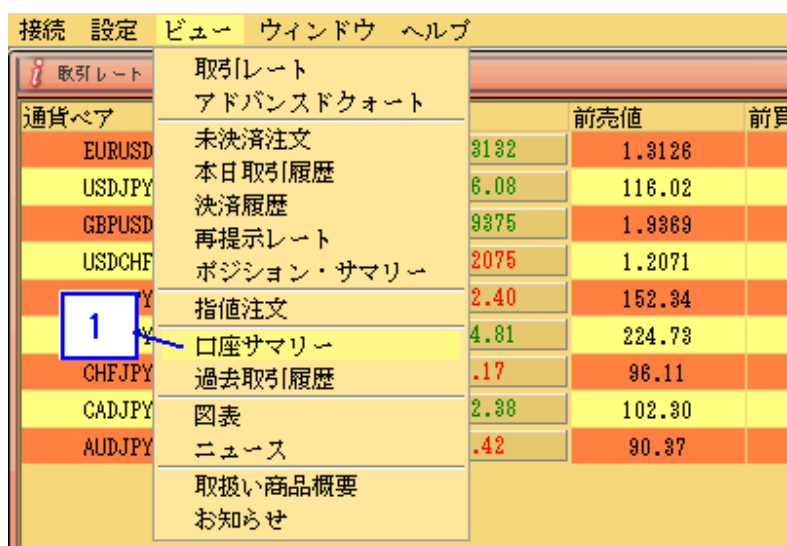 接続 設定 ビュー ウィンドウ ヘルプ
取引レート
取引レート
アドバンスドクォート
未決済注文
本日取引履歴
決済履歴
再提示レート
ポジション・サマリー
指値注文
口座サマリー
過去取引履歴
図表
ニュース
取扱い商品概要
お知らせ
1
通貨ペア 前売値 前買
EURUSD 3132 1.3126
USDJPY 6.08 116.02
GBPUSD 9375 1.9369
USDCHF 2075 1.2071
Y 2.40 152.34
Y 4.81 224.73
CHFJPY .17 96.11
CADJPY 2.38 102.30
AUDJPY .42 90.37